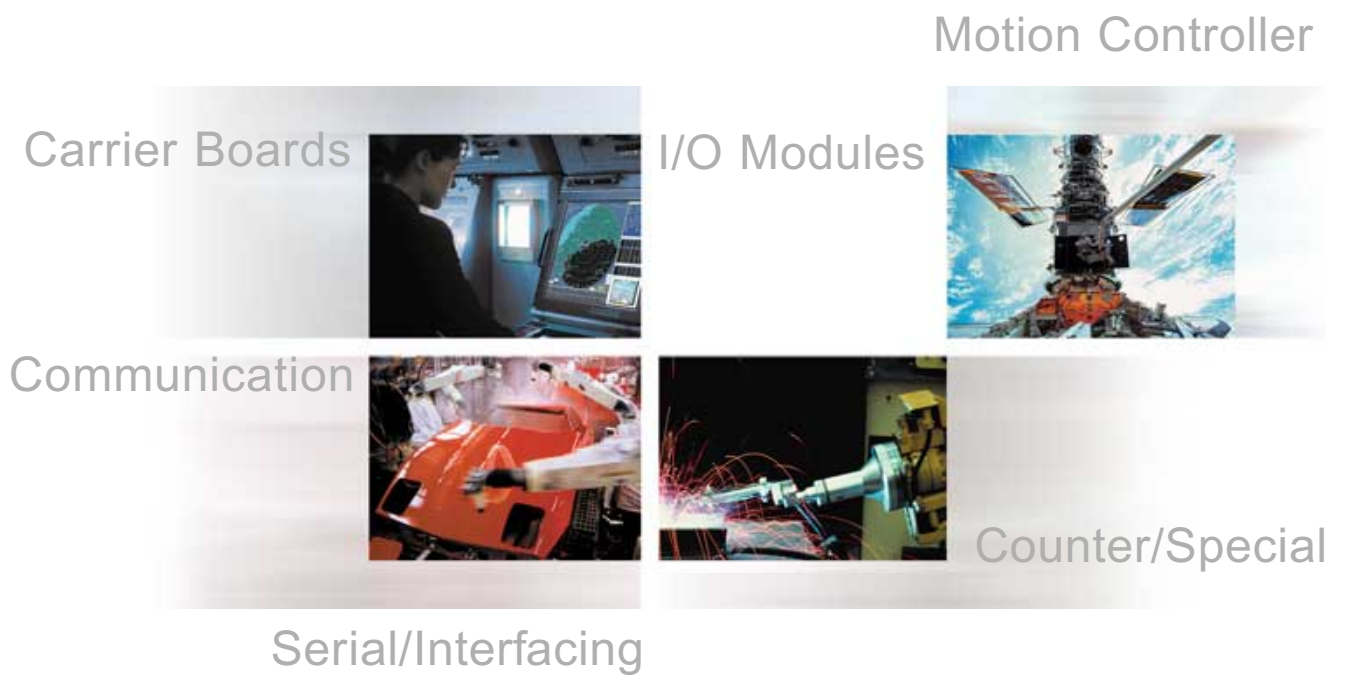 Motion Controller
Carrier Boards
I/O Modules
Communication
Counter/Special
Serial/Interfacing